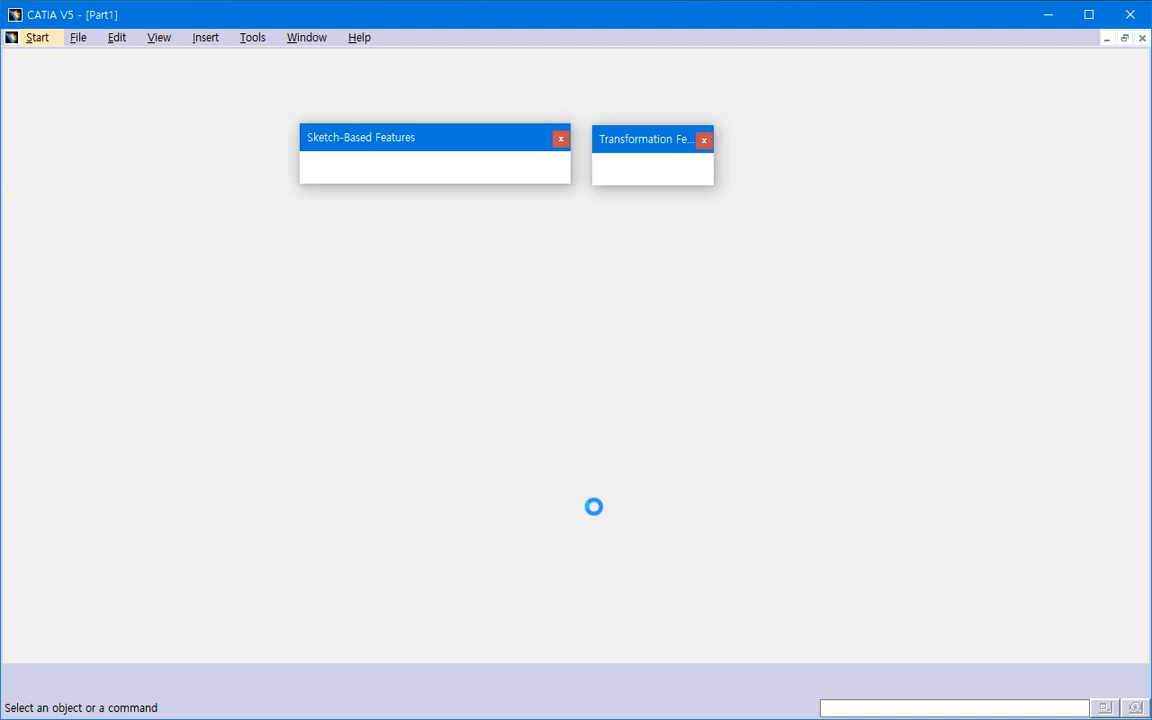 CATIA V5 - [Part1]
Start File Edit View Insert Tools Window Help
Sketch-Based Features
Transformation Fe...
Select an object or a command